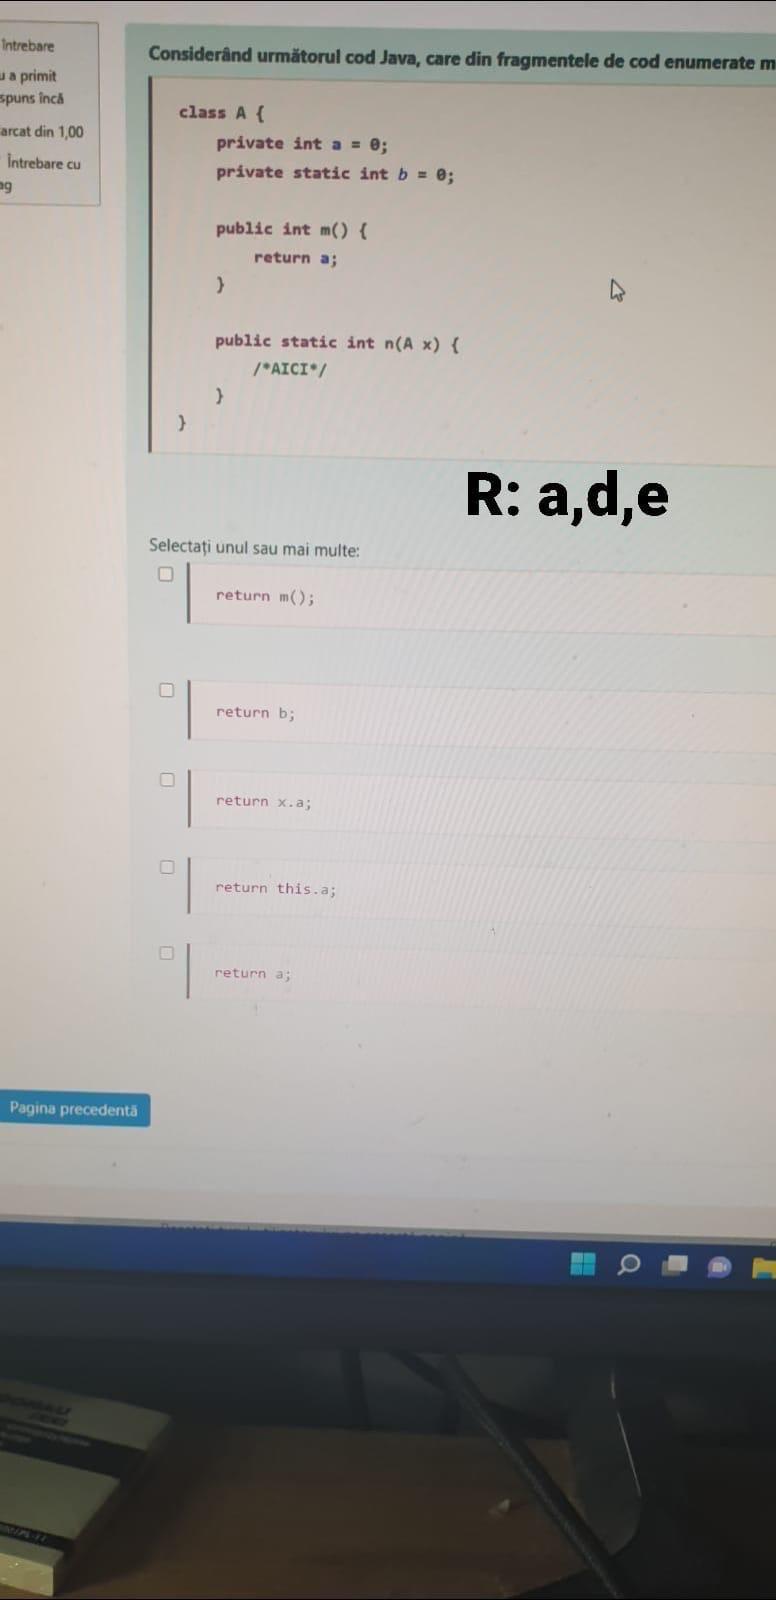 întrebare
u a primit
spuns încă
arcat din 1,00
Întrebare cu
ag
Considerând următorul cod Java, care din fragmentele de cod enumerate m
class A {
private int a = 0;
private static int b = 0;
public int m() {
return a;
}
public static int n(A x) {
/*AICI*/
}
}
R: a,d,e
Selectați unul sau mai multe:
return m();
return b;
return x.a;
return this.a;
return a;
Pagina precedentă